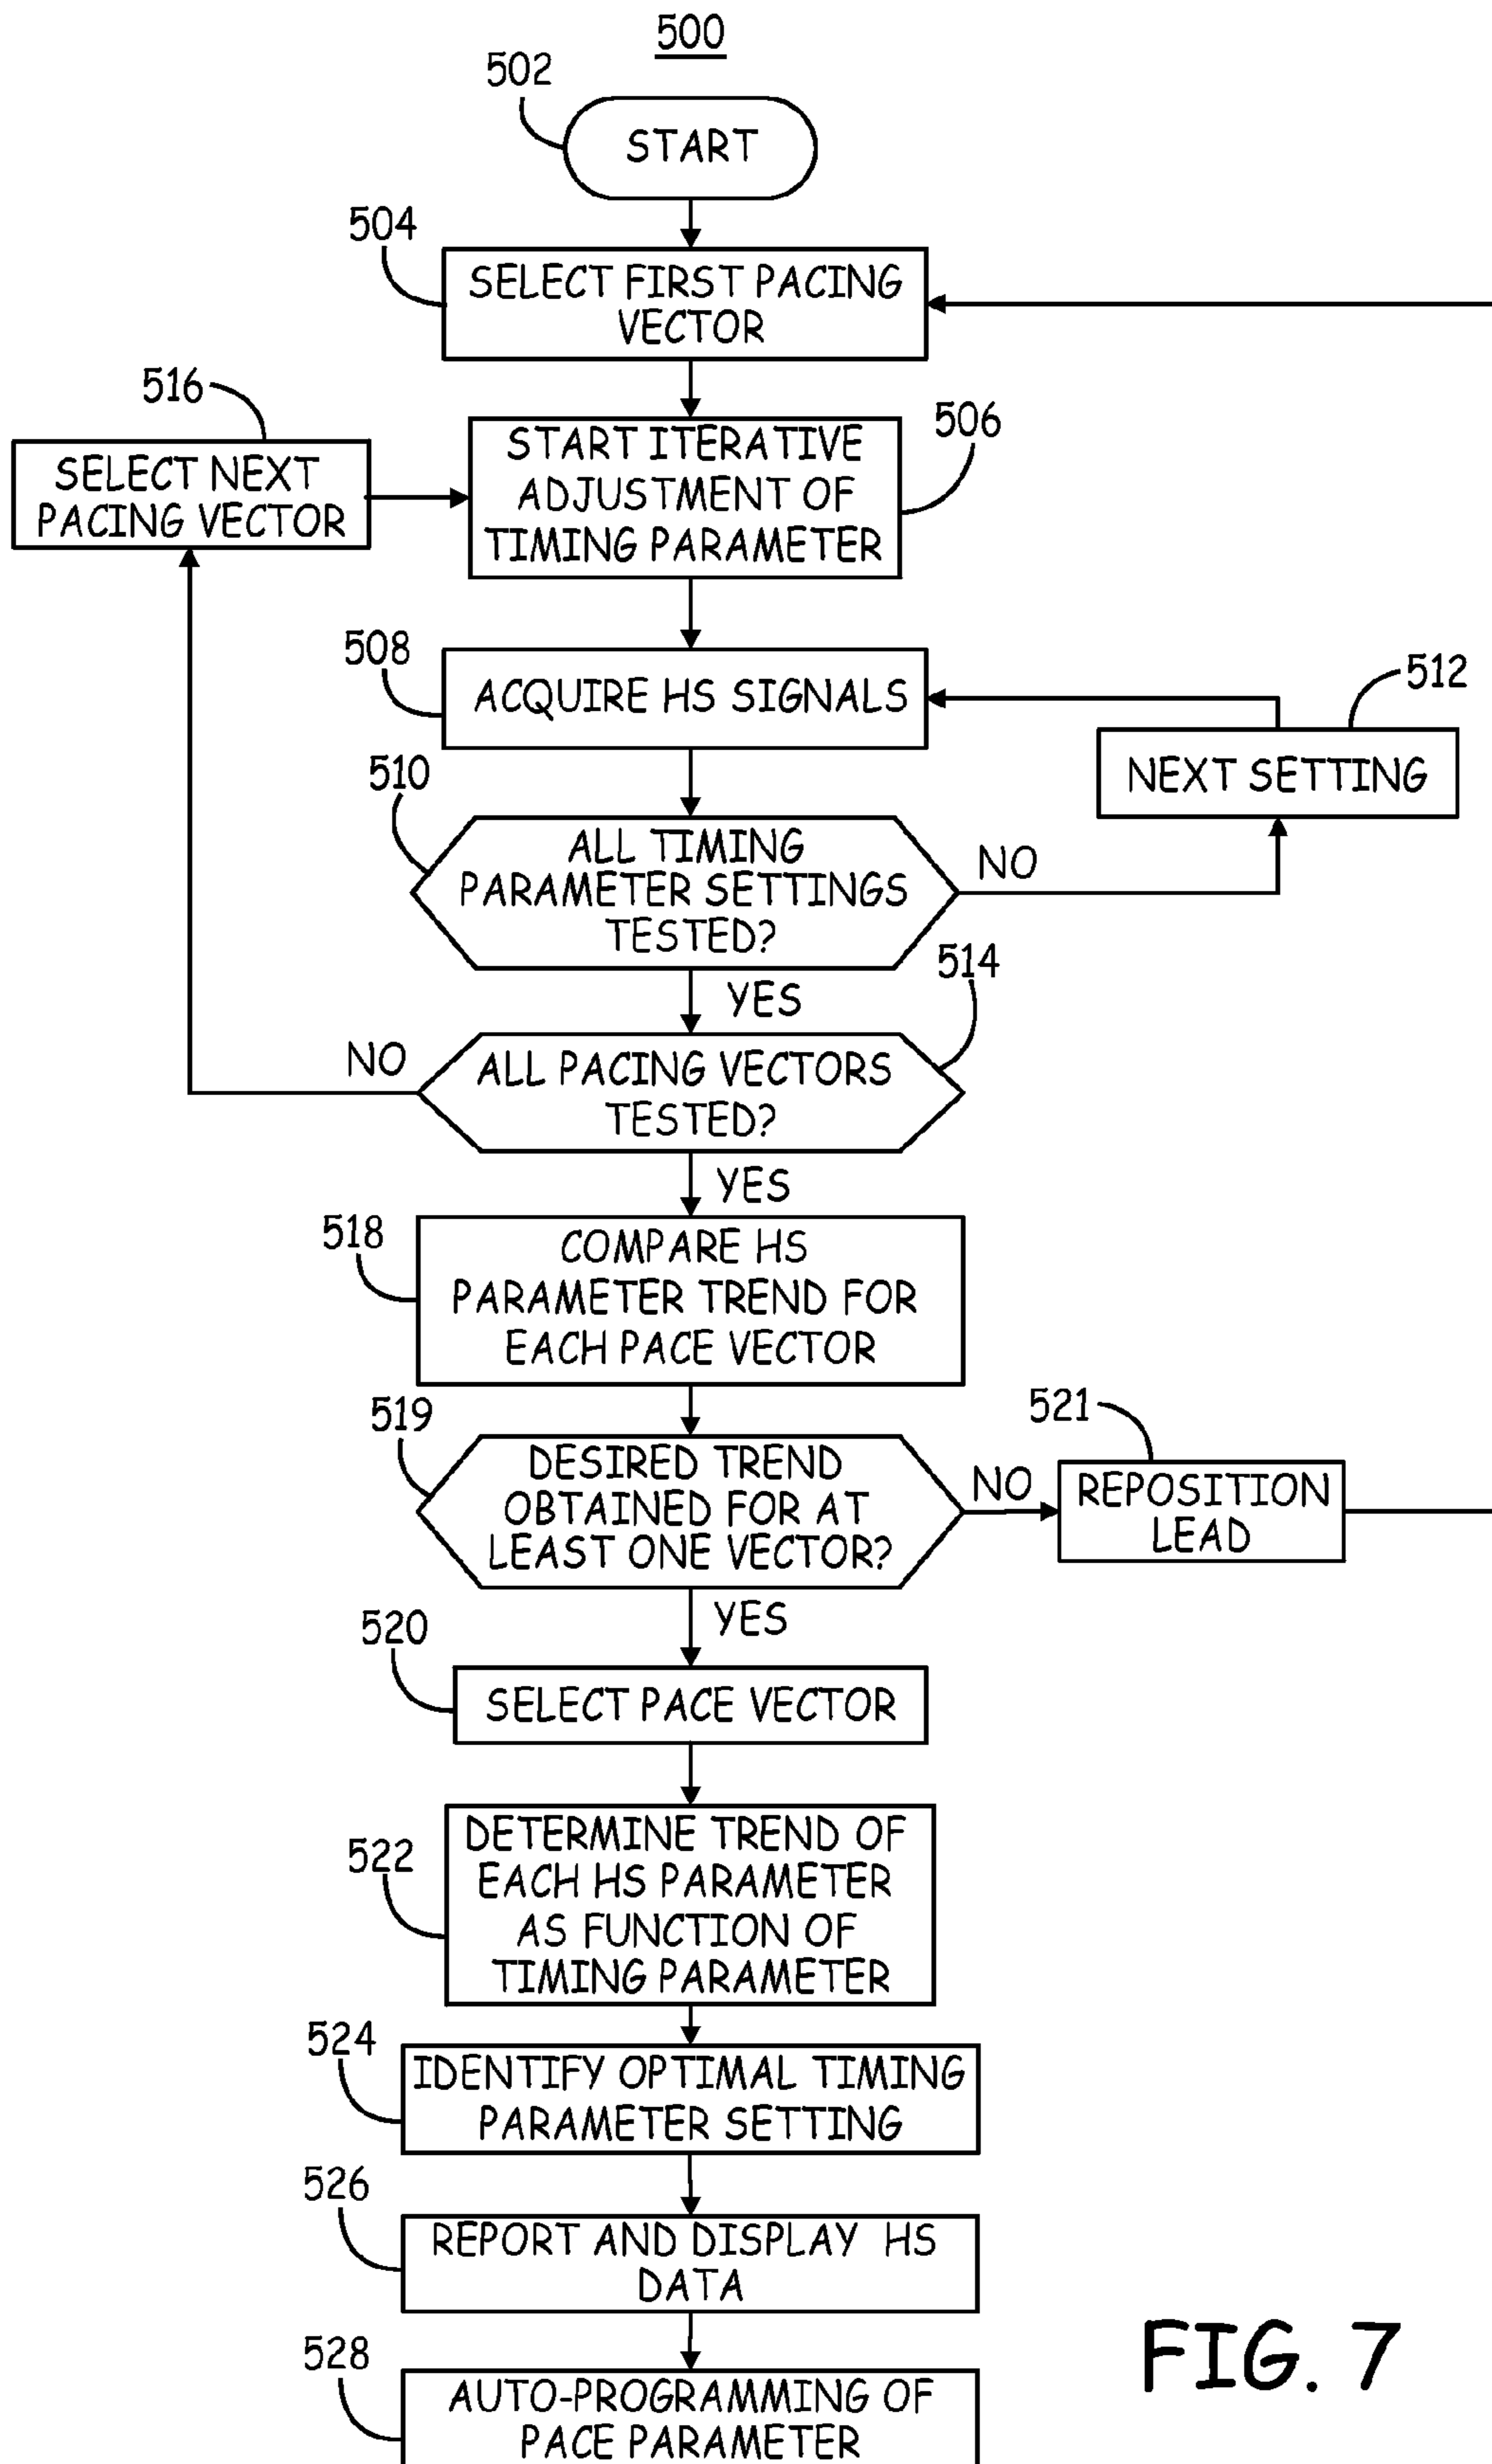 500
502
START
504
SELECT FIRST PACING
VECTOR
516
SELECT NEXT
PACING VECTOR
506
START ITERATIVE
ADJUSTMENT OF
TIMING PARAMETER
508
ACQUIRE HS SIGNALS
512
NEXT SETTING
510
ALL TIMING
PARAMETER SETTINGS
TESTED?
NO
YES
514
NO
ALL PACING VECTORS
TESTED?
YES
518
COMPARE HS
PARAMETER TREND FOR
EACH PACE VECTOR
519
DESIRED TREND
OBTAINED FOR AT
LEAST ONE VECTOR?
NO
521
REPOSITION
LEAD
YES
520
SELECT PACE VECTOR
522
DETERMINE TREND OF
EACH HS PARAMETER
AS FUNCTION OF
TIMING PARAMETER
524
IDENTIFY OPTIMAL TIMING
PARAMETER SETTING
526
REPORT AND DISPLAY HS
DATA
528
AUTO-PROGRAMMING OF
PACE PARAMETER
FIG. 7